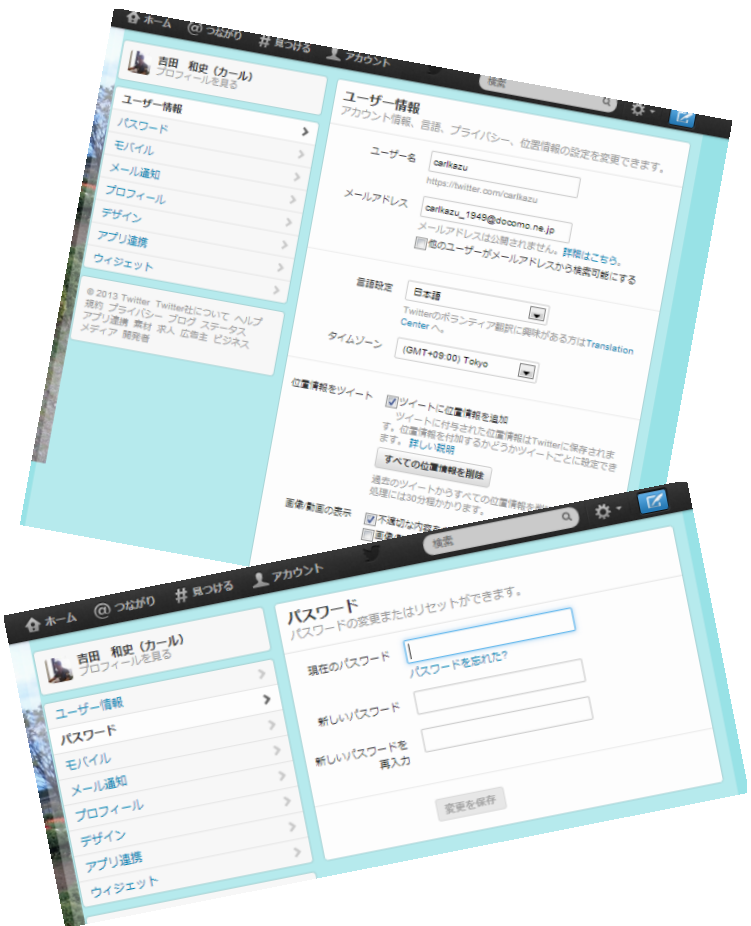 ホーム
@ つながり
# 見つける
アカウント
検索
吉田　和史（カール）
プロフィールを見る
ユーザー情報
パスワード
モバイル
メール通知
プロフィール
デザイン
アプリ連携
ウィジェット
© 2013 Twitter Twitter社について ヘルプ
規約 プライバシー ブログ ステータス
アプリ連携 素材 求人 広告主 ビジネス
メディア 開発者
ユーザー情報
アカウント情報、言語、プライバシー、位置情報の設定を変更できます。
ユーザー名
carlkazu
https://twitter.com/carlkazu
メールアドレス
carlkazu_1949@docomo.ne.jp
メールアドレスは公開されません。詳細はこちら。
他のユーザーがメールアドレスから検索可能にする
言語設定
日本語
Twitterのボランティア翻訳に興味がある方はTranslation
Center へ。
タイムゾーン
(GMT+09:00) Tokyo
位置情報をツイート
ツイートに位置情報を追加
ツイートに付与された位置情報はTwitterに保存されま
す。位置情報を付加するかどうかツイートごとに設定でき
ます。 詳しい説明
すべての位置情報を削除
過去のツイートからすべての位置情報を
処理には30分程かかります。
画像/動画の表示
不適切な内容
ホーム
@ つながり
# 見つける
アカウント
検索
吉田　和史（カール）
プロフィールを見る
ユーザー情報
パスワード
モバイル
メール通知
プロフィール
デザイン
アプリ連携
ウィジェット
パスワード
パスワードの変更またはリセットができます。
現在のパスワード
パスワードを忘れた?
新しいパスワード
新しいパスワードを
再入力
変更を保存